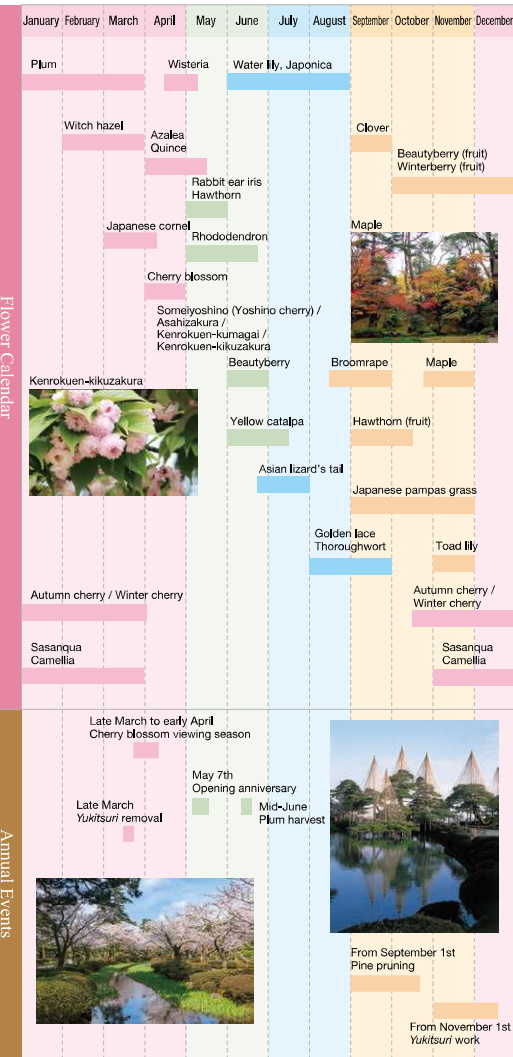 January February March April May June July August September October November December
Flower Calendar
Plum
Wisteria
Water lily, Japonica
Witch hazel
Azalea
Quince
Clover
Beautyberry (fruit)
Winterberry (fruit)
Rabbit ear iris
Hawthorn
Japanese cornel
Rhododendron
Maple
Cherry blossom
Someiyoshino (Yoshino cherry) /
Asahizakura /
Kenrokuen-kumagai /
Kenrokuen-kikuzakura
Beautyberry
Broomrape
Maple
Kenrokuen-kikuzakura
Yellow catalpa
Hawthorn (fruit)
Asian lizard's tail
Japanese pampas grass
Golden lace
Thoroughwort
Toad lily
Autumn cherry / Winter cherry
Autumn cherry /
Winter cherry
Sasanqua
Camellia
Sasanqua
Camellia
Annual Events
Late March to early April
Cherry blossom viewing season
May 7th
Opening anniversary
Late March
Yukitsuri removal
Mid-June
Plum harvest
From September 1st
Pine pruning
From November 1st
Yukitsuri work